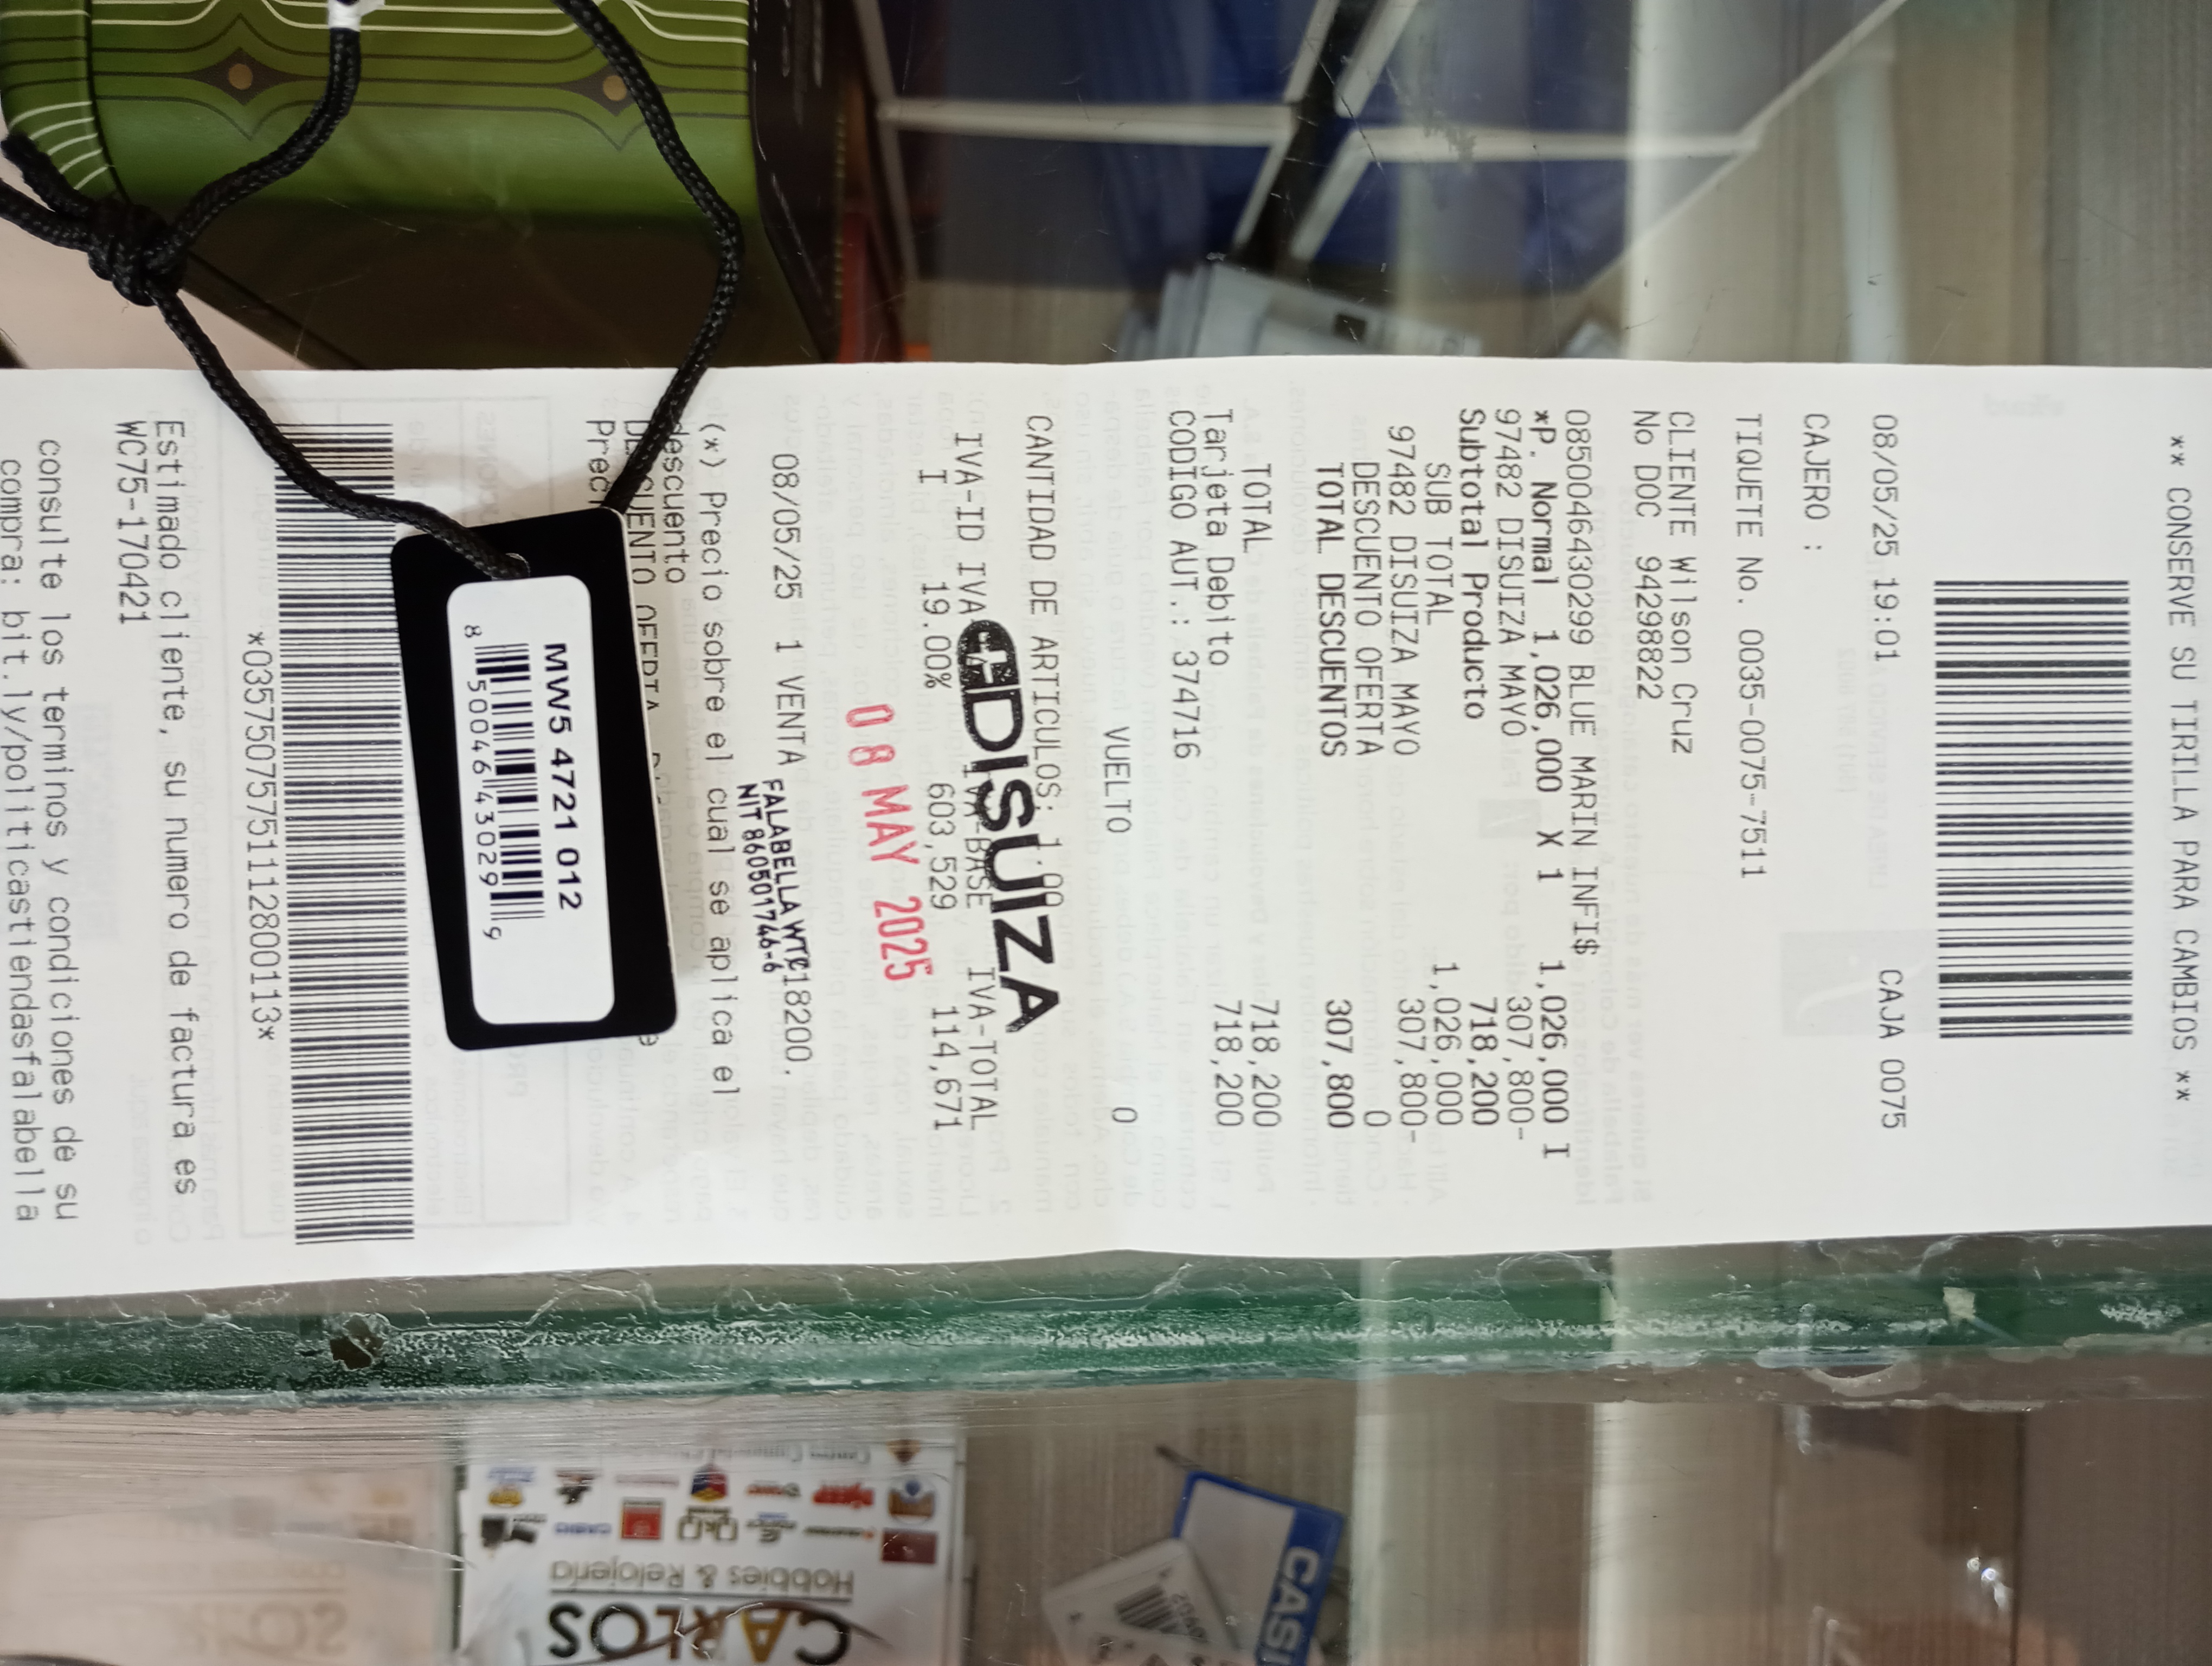 ** CONSERVE SU TIRILLA PARA CAMBIOS **
08/05/25 19:01 CAJA 0075
CAJERO :
TIQUETE No. 0035-0075-7511
CLIENTE Wilson Cruz
No DOC 94298822
0850046430299 BLUE MARIN INFI$
*P. Normal 1,026,000 X 1 1,026,000 I
97482 DISUIZA MAYO 307,800-
Subtotal Producto 718,200
SUB TOTAL 1,026,000
97482 DISUIZA MAYO 307,800-
DESCUENTO OFERTA 0
TOTAL DESCUENTOS 307,800
TOTAL 718,200
Tarjeta Debito 718,200
CODIGO AUT.: 374716
VUELTO 0
CANTIDAD DE ARTICULOS: 1.00
DISUIZA
IVA-ID IVA IVA-BASE IVA-TOTAL
I 19.00% 603,529 114,671
08 MAY 2025
08/05/25 1 VENTA 18200.
FALABELLA WTC
NIT 860501746-6
(*) Precio sobre el cual se aplica el
descuento
MW5 4721 012
8 50046 43029 9
*0357507575111280011​3*
Estimado cliente, su numero de factura es
WC75-170421
consulte los terminos y condiciones de su
compra: bit.ly/politicastiendasfalabella
CARLOS
Hobbies & Relojería